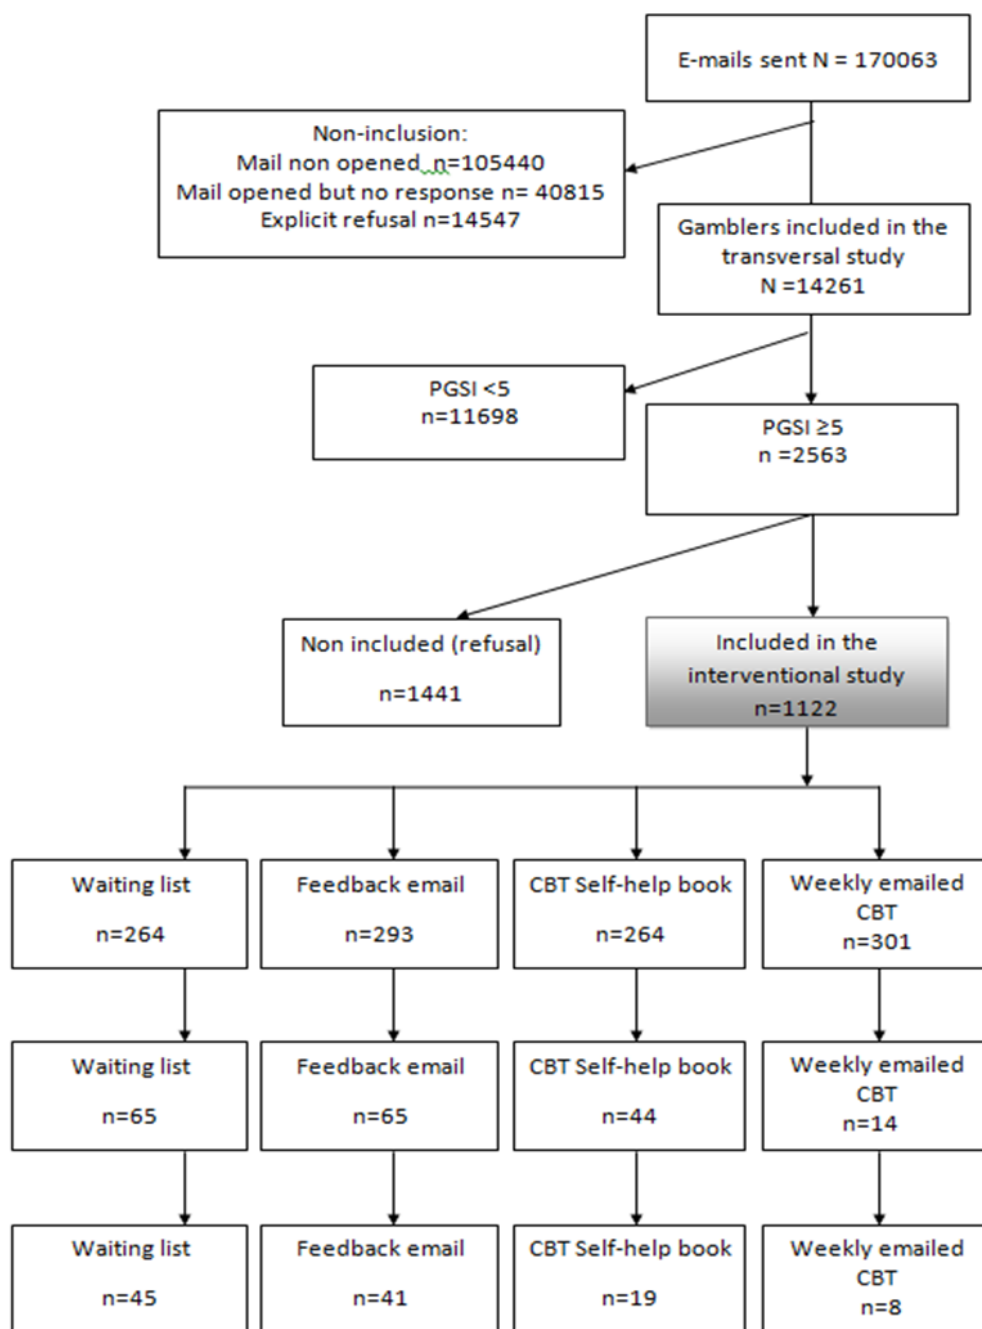 E-mails sent N = 170063
Non-inclusion:
Mail non opened  n=105440
Mail opened but no response n= 40815
Explicit refusal n=14547
Gamblers included in the
transversal study
N =14261
PGSI <5
n=11698
PGSI ≥5
n =2563
Non included (refusal)
n=1441
Included in the
interventional study
n=1122
Waiting list
n=264
Feedback email
n=293
CBT Self-help book
n=264
Weekly emailed
CBT
n=301
Waiting list
n=65
Feedback email
n=65
CBT Self-help book
n=44
Weekly emailed
CBT
n=14
Waiting list
n=45
Feedback email
n=41
CBT Self-help book
n=19
Weekly emailed
CBT
n=8